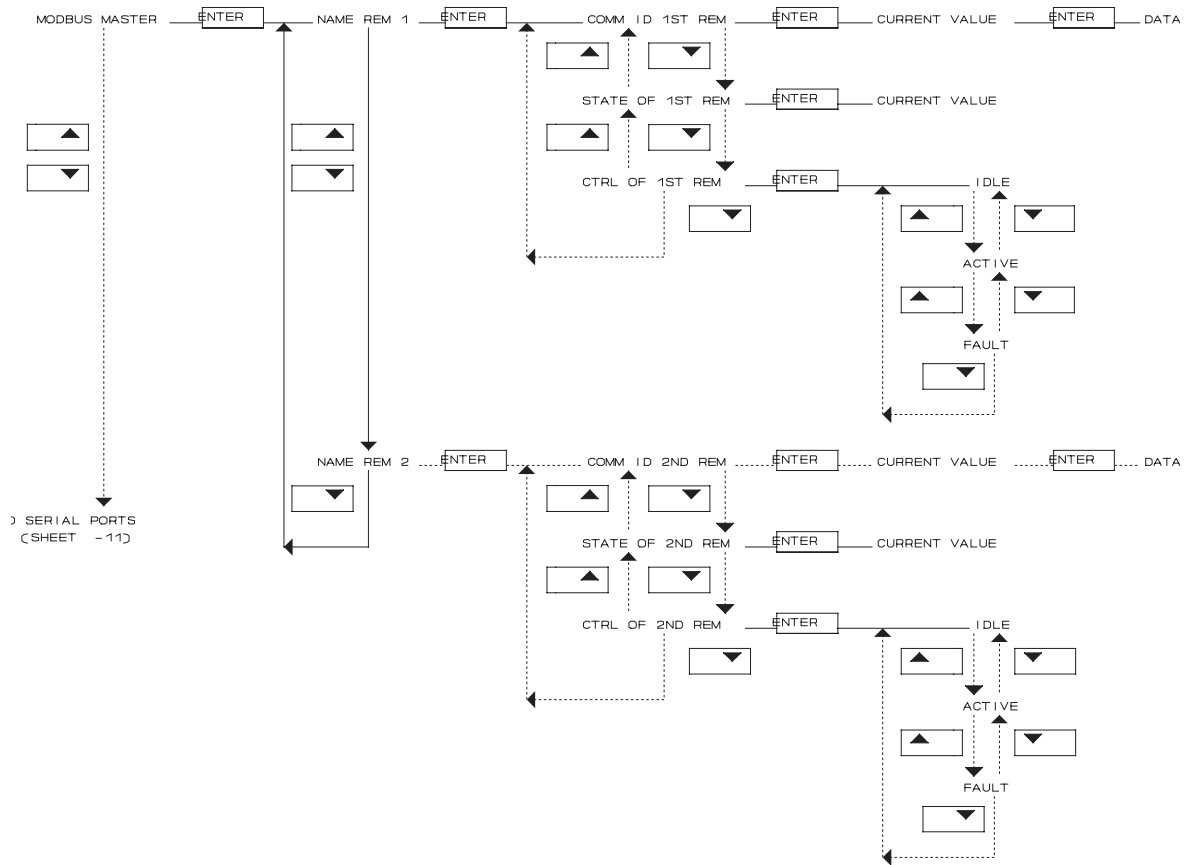 MODBUS MASTER ENTER NAME REM 1 ENTER COMM ID 1ST REM ENTER CURRENT VALUE ENTER DATA
STATE OF 1ST REM ENTER CURRENT VALUE
CTRL OF 1ST REM ENTER IDLE
ACTIVE
FAULT
NAME REM 2 ENTER COMM ID 2ND REM ENTER CURRENT VALUE ENTER DATA
SERIAL PORTS
(SHEET -11)
STATE OF 2ND REM ENTER CURRENT VALUE
CTRL OF 2ND REM ENTER IDLE
ACTIVE
FAULT